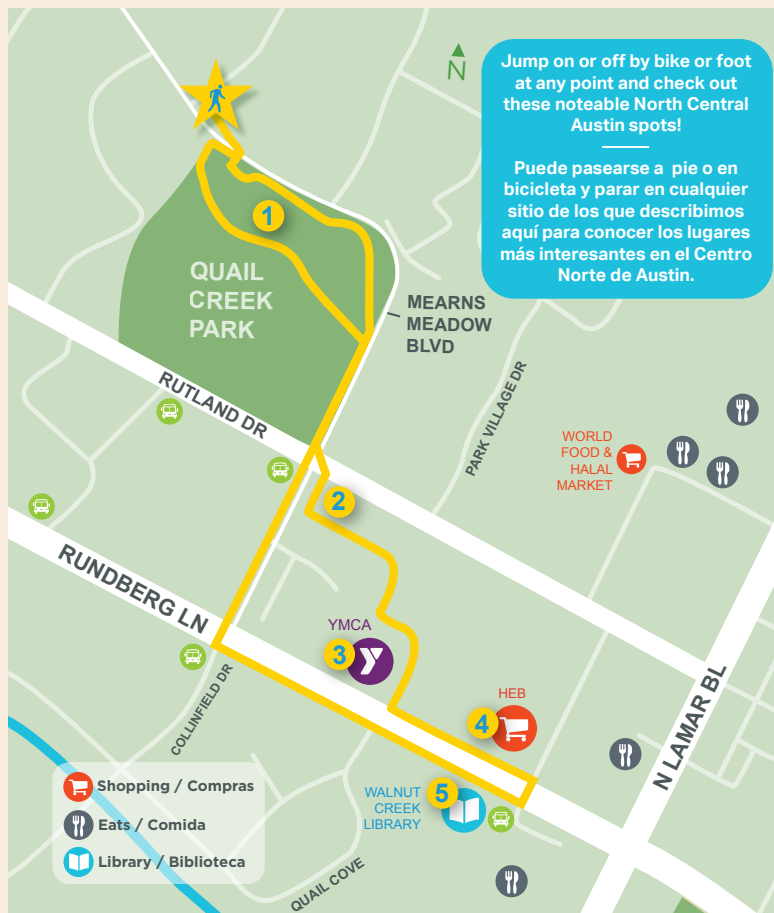 N
Jump on or off by bike or foot
at any point and check out
these noteable North Central
Austin spots!
Puede pasearse a pie o en
bicicleta y parar en cualquier
sitio de los que describimos
aquí para conocer los lugares
más interesantes en el Centro
Norte de Austin.
1
QUAIL
CREEK
PARK
MEARNS
MEADOW
BLVD
RUTLAND DR
PARK VILLAGE DR
WORLD
FOOD &
HALAL
MARKET
2
RUNDBERG LN
YMCA
3
Y
COLLINFIELD DR
HEB
4
N LAMAR BL
WALNUT
CREEK
LIBRARY
5
Shopping / Compras
Eats / Comida
Library / Biblioteca
QUAIL COVE